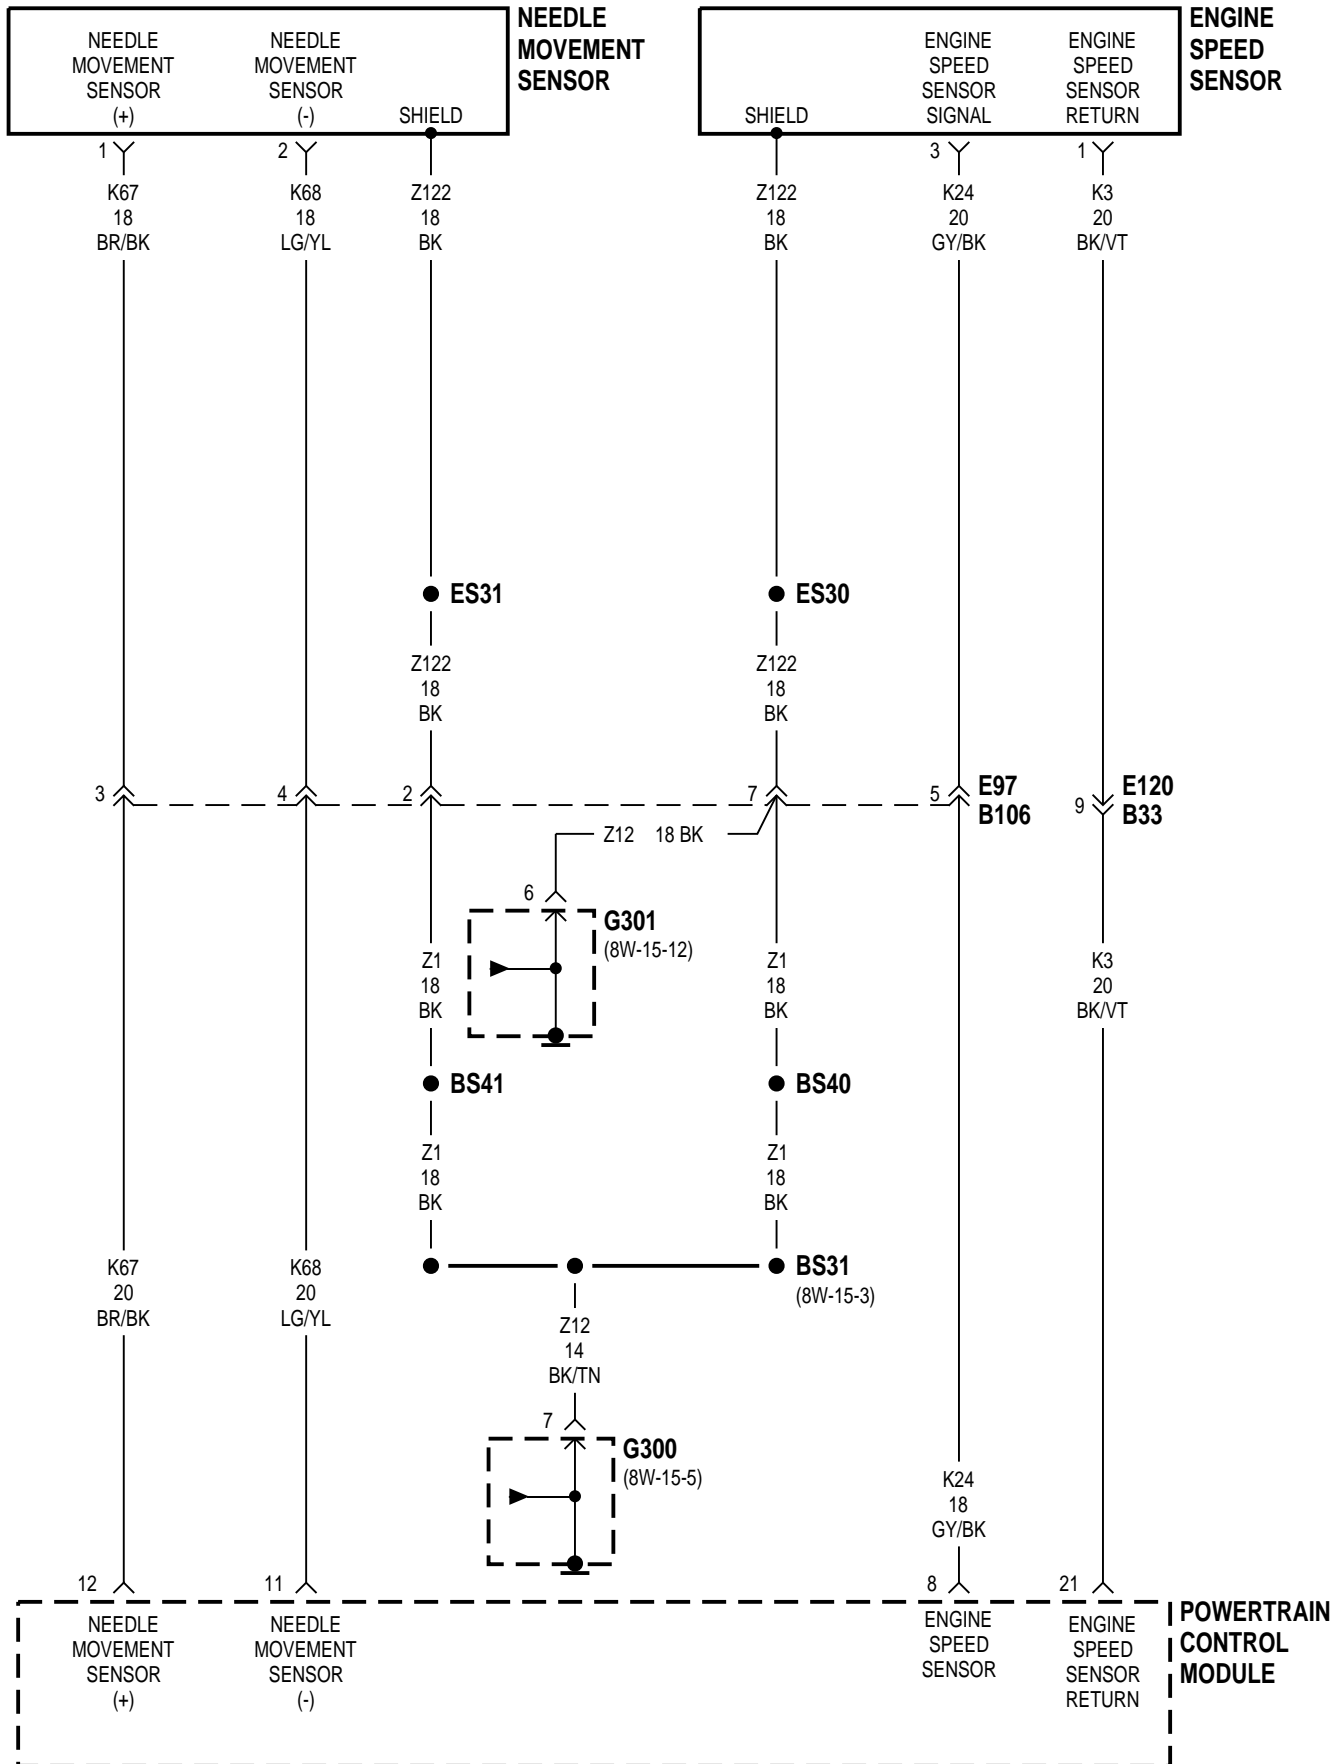 NEEDLE
MOVEMENT
SENSOR
(+)
NEEDLE
MOVEMENT
SENSOR
(-)
SHIELD
NEEDLE
MOVEMENT
SENSOR
SHIELD
ENGINE
SPEED
SENSOR
SIGNAL
ENGINE
SPEED
SENSOR
RETURN
ENGINE
SPEED
SENSOR
1
2
3
1
K67
18
BR/BK
K68
18
LG/YL
Z122
18
BK
Z122
18
BK
K24
20
GY/BK
K3
20
BK/VT
ES31
ES30
Z122
18
BK
Z122
18
BK
3
4
2
7
5
E97
B106
9
E120
B33
Z12 18 BK
6
G301
(8W-15-12)
Z1
18
BK
Z1
18
BK
K3
20
BK/VT
BS41
BS40
Z1
18
BK
Z1
18
BK
K67
20
BR/BK
K68
20
LG/YL
BS31
(8W-15-3)
Z12
14
BK/TN
7
G300
(8W-15-5)
K24
18
GY/BK
12
11
8
21
NEEDLE
MOVEMENT
SENSOR
(+)
NEEDLE
MOVEMENT
SENSOR
(-)
ENGINE
SPEED
SENSOR
ENGINE
SPEED
SENSOR
RETURN
POWERTRAIN
CONTROL
MODULE